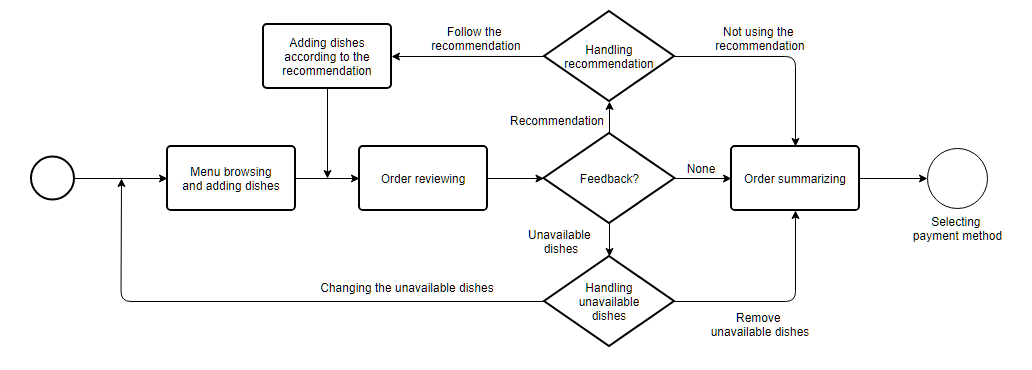 Follow the
recommendation
Not using the
recommendation
Adding dishes
according to the
recommendation
Handling
recommendation
Recommendation
Menu browsing
and adding dishes
Order reviewing
Feedback?
None
Order summarizing
Selecting
payment method
Unavailable
dishes
Changing the unavailable dishes
Handling
unavailable
dishes
Remove
unavailable dishes